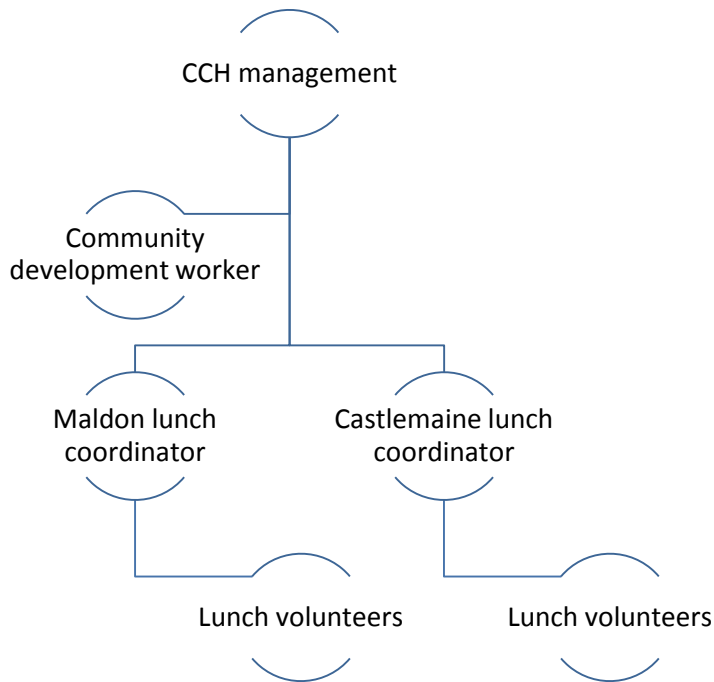 CCH management
Community
development worker
Maldon lunch
coordinator
Castlemaine lunch
coordinator
Lunch volunteers
Lunch volunteers